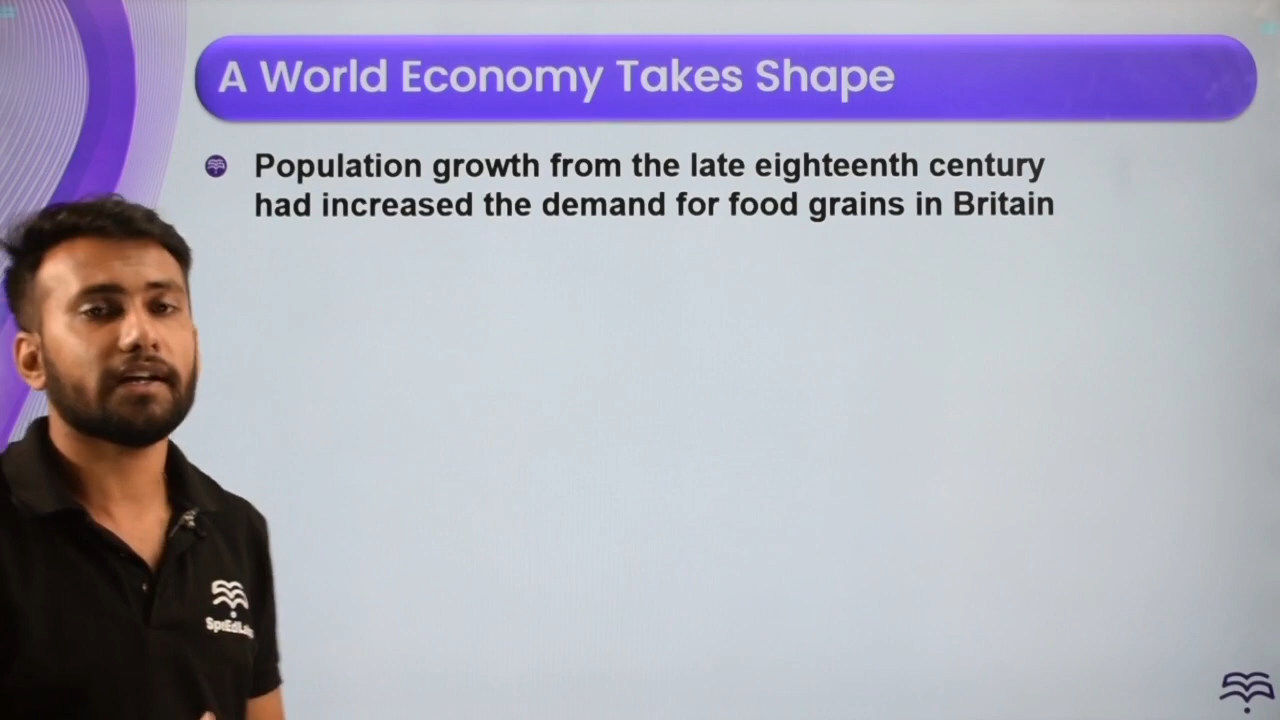 A World Economy Takes Shape
Population growth from the late eighteenth century
had increased the demand for food grains in Britain